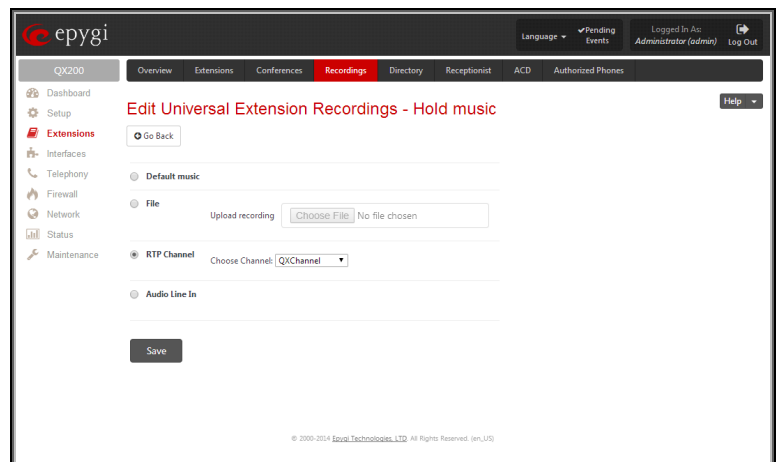 epygi
Language
✔Pending Events
Logged In As:
Administrator (admin)
Log Out
QX200
Overview Extensions Conferences Recordings Directory Receptionist ACD Authorized Phones
Dashboard
Setup
Extensions
Interfaces
Telephony
Firewall
Network
Status
Maintenance
Help
Edit Universal Extension Recordings - Hold music
Go Back
Default music
File
Upload recording Choose File No file chosen
RTP Channel
Choose Channel: QXChannel
Audio Line In
Save
© 2000-2014 Epygi Technologies, LTD. All Rights Reserved. (en_US)